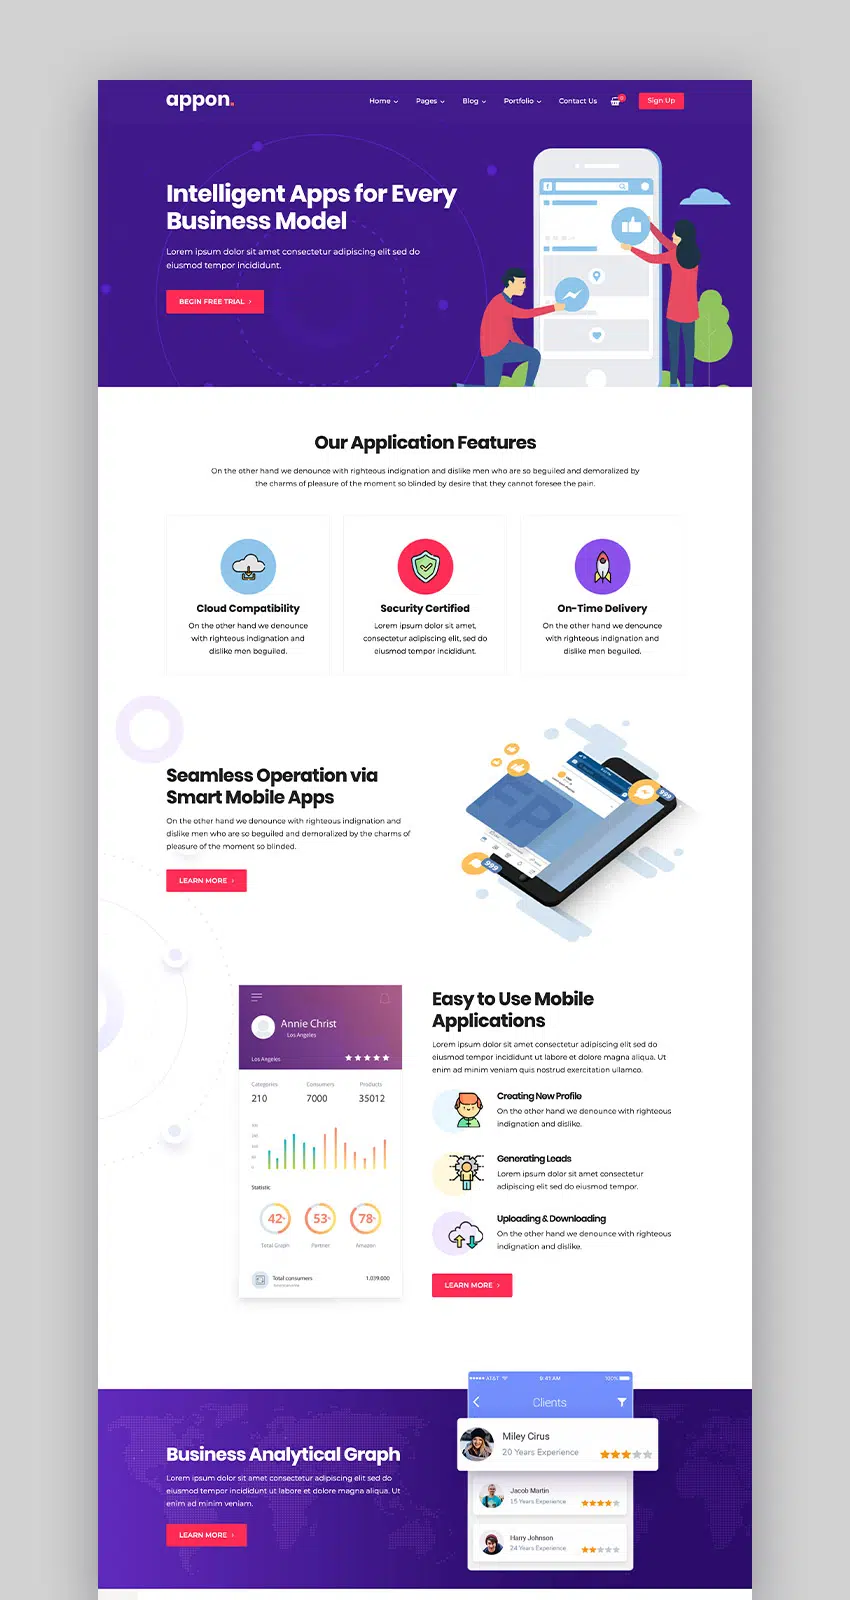 appon.
Home
Pages
Blog
Portfolio
Contact Us
0
Sign Up
Intelligent Apps for Every
Business Model
Lorem ipsum dolor sit amet consectetur adipiscing elit sed do
eiusmod tempor incididunt.
BEGIN FREE TRIAL
Our Application Features
On the other hand we denounce with righteous indignation and dislike men who are so beguiled and demoralized by
the charms of pleasure of the moment so blinded by desire that they cannot foresee the pain.
Cloud Compatibility
On the other hand we denounce
with righteous indignation and
dislike men beguiled.
Security Certified
Lorem ipsum dolor sit amet,
consectetur adipiscing elit, sed do
eiusmod tempor incididunt.
On-Time Delivery
On the other hand we denounce
with righteous indignation and
dislike men beguiled.
Seamless Operation via
Smart Mobile Apps
On the other hand we denounce with righteous indignation and
dislike men who are so beguiled and demoralized by the charms of
pleasure of the moment so blinded.
LEARN MORE
999
999
Annie Christ
Los Angeles
Los Angeles
Categories Consumers Products
210 7000 35012
Statistic
42%
53%
78%
Total Graph Partner Amazon
Total consumers
1,039,000
Easy to Use Mobile
Applications
Lorem ipsum dolor sit amet consectetur adipiscing elit sed do
eiusmod tempor incididunt ut labore et dolore magna aliqua. Ut
enim ad minim veniam quis nostrud exercitation ullamco.
Creating New Profile
On the other hand we denounce with righteous
indignation and dislike.
Generating Leads
Lorem ipsum dolor sit amet consectetur
adipiscing elit sed do eiusmod tempor.
Uploading & Downloading
On the other hand we denounce with righteous
indignation and dislike.
LEARN MORE
Business Analytical Graph
Lorem ipsum dolor sit amet consectetur adipiscing elit sed do
eiusmod tempor incididunt ut labore et dolore magna aliqua. Ut
enim ad minim veniam.
LEARN MORE
AT&T 9:41 AM 100%
Clients
Miley Cirus
20 Years Experience
Jacob Martin
15 Years Experience
Harry Johnson
24 Years Experience